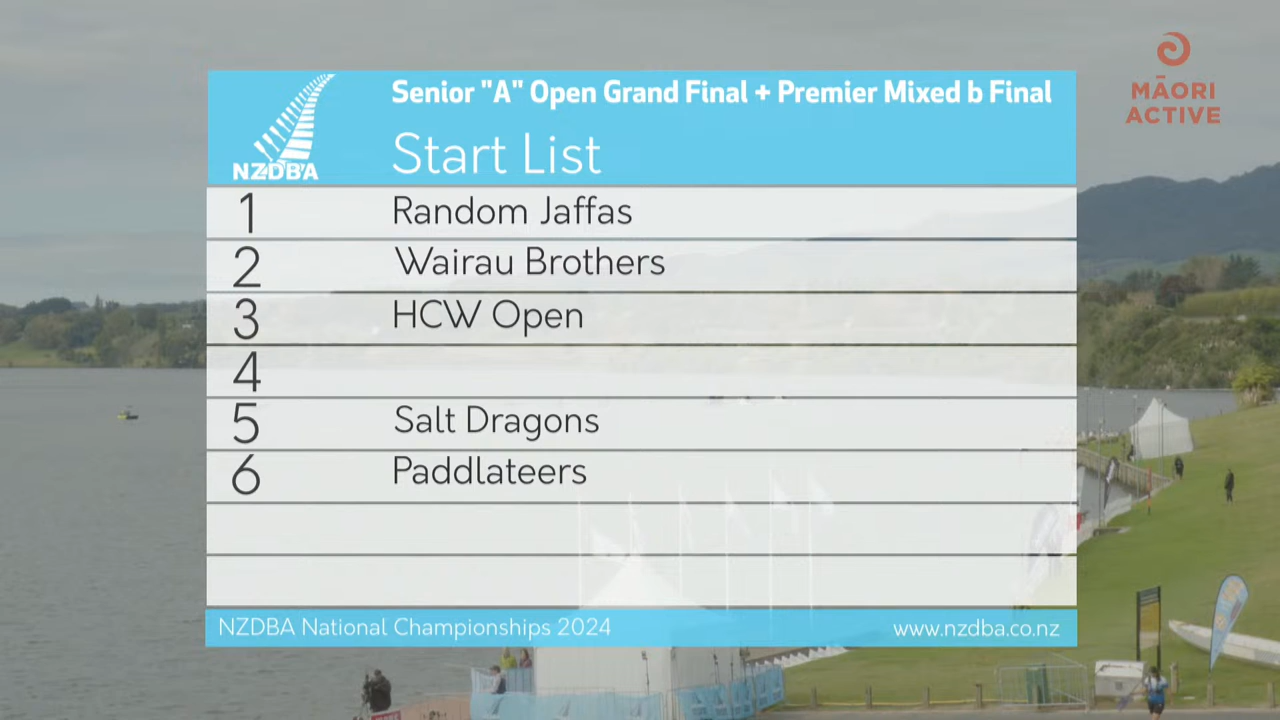 MĀORI
ACTIVE
NZDBA
Senior "A" Open Grand Final + Premier Mixed b Final
Start List
1 Random Jaffas
2 Wairau Brothers
3 HCW Open
4
5 Salt Dragons
6 Paddlateers
NZDBA National Championships 2024
www.nzdba.co.nz